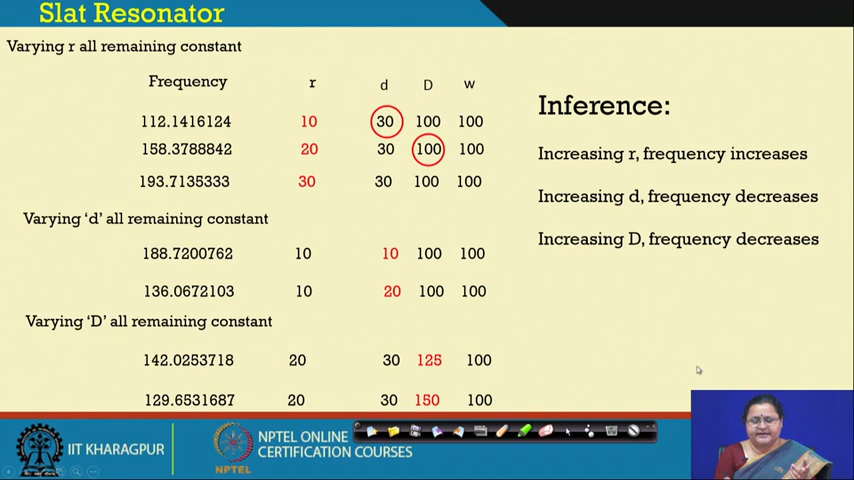 Slat Resonator
Varying r all remaining constant
Frequency r d D w
112.1416124 10 30 100 100
158.3788842 20 30 100 100
193.7135333 30 30 100 100
Varying 'd' all remaining constant
188.7200762 10 10 100 100
136.0672103 10 20 100 100
Varying 'D' all remaining constant
142.0253718 20 30 125 100
129.6531687 20 30 150 100
Inference:
Increasing r, frequency increases
Increasing d, frequency decreases
Increasing D, frequency decreases
IIT KHARAGPUR
NPTEL
NPTEL ONLINE
CERTIFICATION COURSES